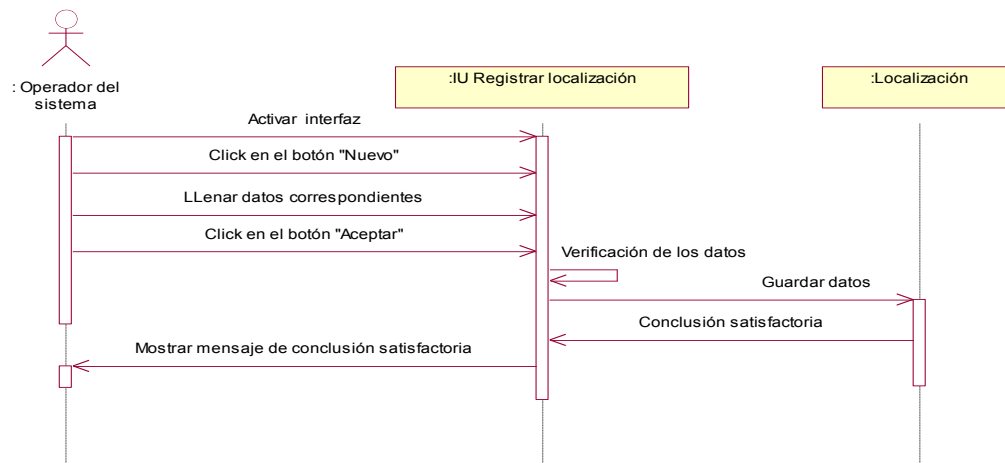 : Operador del
sistema
:IU Registrar localización
:Localización
Activar interfaz
Click en el botón "Nuevo"
LLenar datos correspondientes
Click en el botón "Aceptar"
Verificación de los datos
Guardar datos
Conclusión satisfactoria
Mostrar mensaje de conclusión satisfactoria